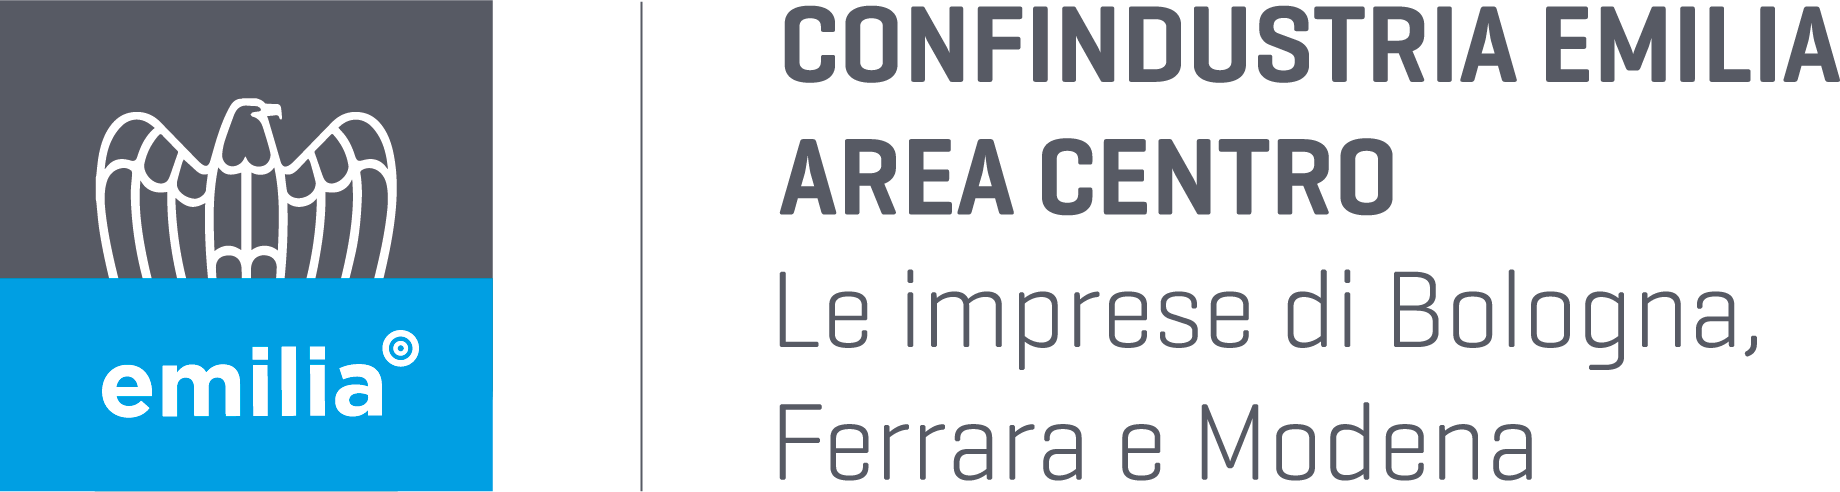 emilia
CONFINDUSTRIA EMILIA
AREA CENTRO
Le imprese di Bologna,
Ferrara e Modena